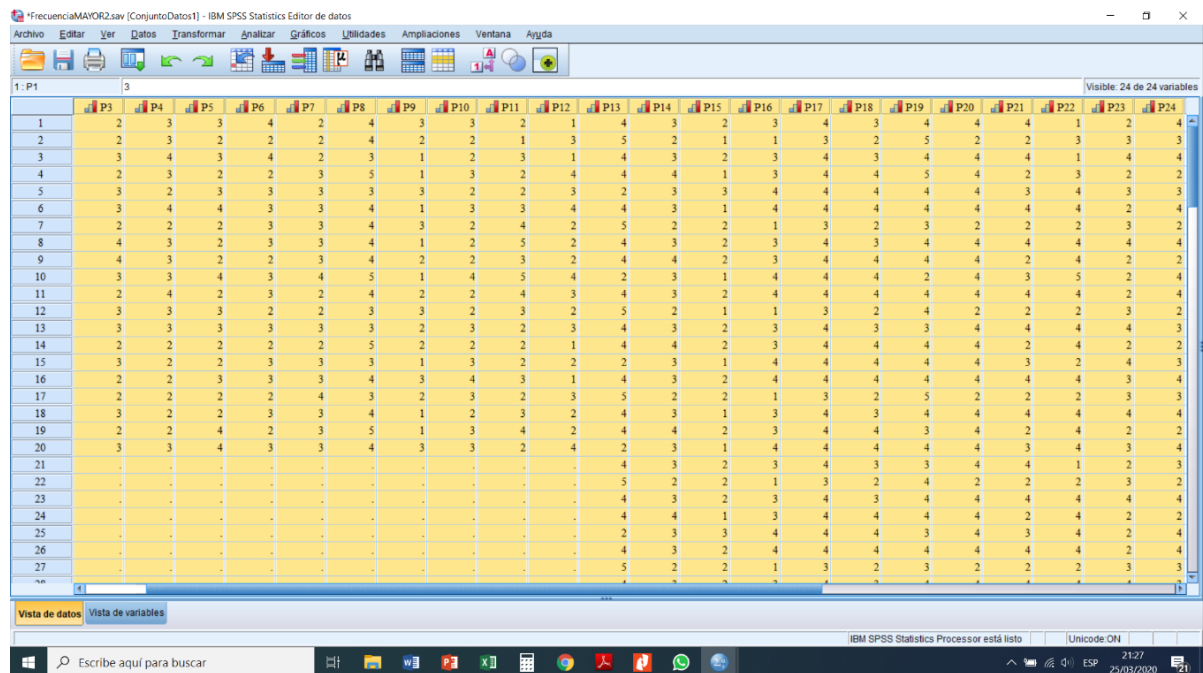 *FrecuenciaMAYOR2.sav [ConjuntoDatos1] - IBM SPSS Statistics Editor de datos
Archivo Editar Ver Datos Transformar Analizar Gráficos Utilidades Ampliaciones Ventana Ayuda
1 : P1 3 Visible: 24 de 24 variables
P3 P4 P5 P6 P7 P8 P9 P10 P11 P12 P13 P14 P15 P16 P17 P18 P19 P20 P21 P22 P23 P24
1 2 3 3 4 2 4 3 3 2 1 4 3 2 3 4 3 4 4 4 1 2 4
2 2 3 2 2 2 4 2 2 1 3 5 2 1 1 3 2 5 2 2 3 3 3
3 3 4 3 4 2 3 1 2 3 1 4 3 2 3 4 3 4 4 4 1 4 4
4 2 3 2 2 3 5 1 3 2 4 4 4 1 3 4 4 5 4 2 3 2 2
5 3 2 3 3 3 3 3 2 2 3 2 3 3 4 4 4 4 4 3 4 3 3
6 3 4 4 3 3 4 1 3 3 4 4 3 1 4 4 4 4 4 4 4 2 4
7 2 2 2 3 3 4 3 2 4 2 5 2 2 1 3 2 3 2 2 2 3 2
8 4 3 2 3 3 4 1 2 5 2 4 3 2 3 4 3 4 4 4 4 4 4
9 4 3 2 2 3 4 2 2 3 2 4 4 2 3 4 4 4 4 2 4 2 2
10 3 3 4 3 4 5 1 4 5 4 2 3 1 4 4 4 2 4 3 5 2 4
11 2 4 2 3 2 4 2 2 4 3 4 3 2 4 4 4 4 4 4 4 2 4
12 3 3 3 2 2 3 3 2 3 2 5 2 1 1 3 2 4 2 2 2 3 2
13 3 3 3 3 3 3 2 3 2 3 4 3 2 3 4 3 3 4 4 4 4 3
14 2 2 2 2 2 5 2 2 2 1 4 4 2 3 4 4 4 4 2 4 2 2
15 3 2 2 3 3 3 1 3 2 2 2 3 1 4 4 4 4 4 3 2 4 3
16 2 2 3 3 3 4 3 4 3 1 4 3 2 4 4 4 4 4 4 4 3 4
17 2 2 2 2 4 3 2 3 2 3 5 2 2 1 3 2 5 2 2 2 3 3
18 3 2 2 3 3 4 1 2 3 2 4 3 1 3 4 3 4 4 4 4 4 4
19 2 2 4 2 3 5 1 3 4 2 4 4 2 3 4 4 3 4 2 4 2 2
20 3 3 4 3 3 4 3 3 2 4 2 3 1 4 4 4 4 4 3 4 3 4
21 . . . . . . . . . . 4 3 2 3 4 3 3 4 4 1 2 3
22 . . . . . . . . . . 5 2 2 1 3 2 4 2 2 2 3 2
23 . . . . . . . . . . 4 3 2 3 4 3 4 4 4 4 4 4
24 . . . . . . . . . . 4 4 1 3 4 4 4 4 2 4 2 2
25 . . . . . . . . . . 2 3 3 4 4 4 3 4 3 4 2 4
26 . . . . . . . . . . 4 3 2 4 4 4 4 4 4 4 2 4
27 . . . . . . . . . . 5 2 2 1 3 2 3 2 2 2 3 3
Vista de datos Vista de variables
IBM SPSS Statistics Processor está listo Unicode:ON
Escribe aquí para buscar
ESP
21:27
25/03/2020
21